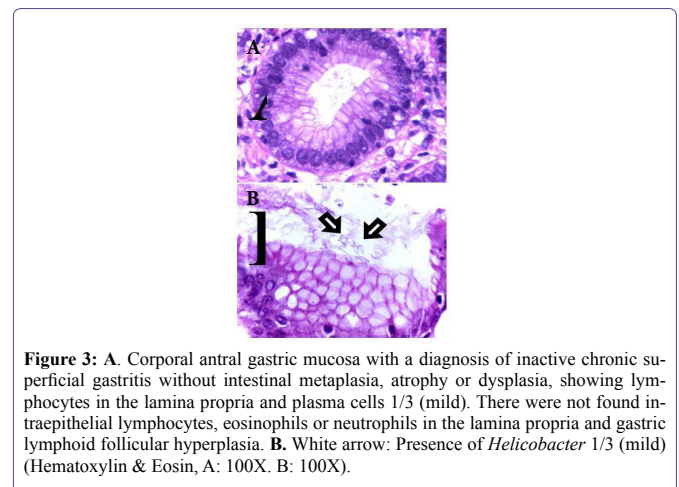 A
B
Figure 3: A. Corporal antral gastric mucosa with a diagnosis of inactive chronic su-
perficial gastritis without intestinal metaplasia, atrophy or dysplasia, showing lym-
phocytes in the lamina propria and plasma cells 1/3 (mild). There were not found in-
traepithelial lymphocytes, eosinophils or neutrophils in the lamina propria and gastric
lymphoid follicular hyperplasia. B. White arrow: Presence of Helicobacter 1/3 (mild)
(Hematoxylin & Eosin, A: 100X. B: 100X).